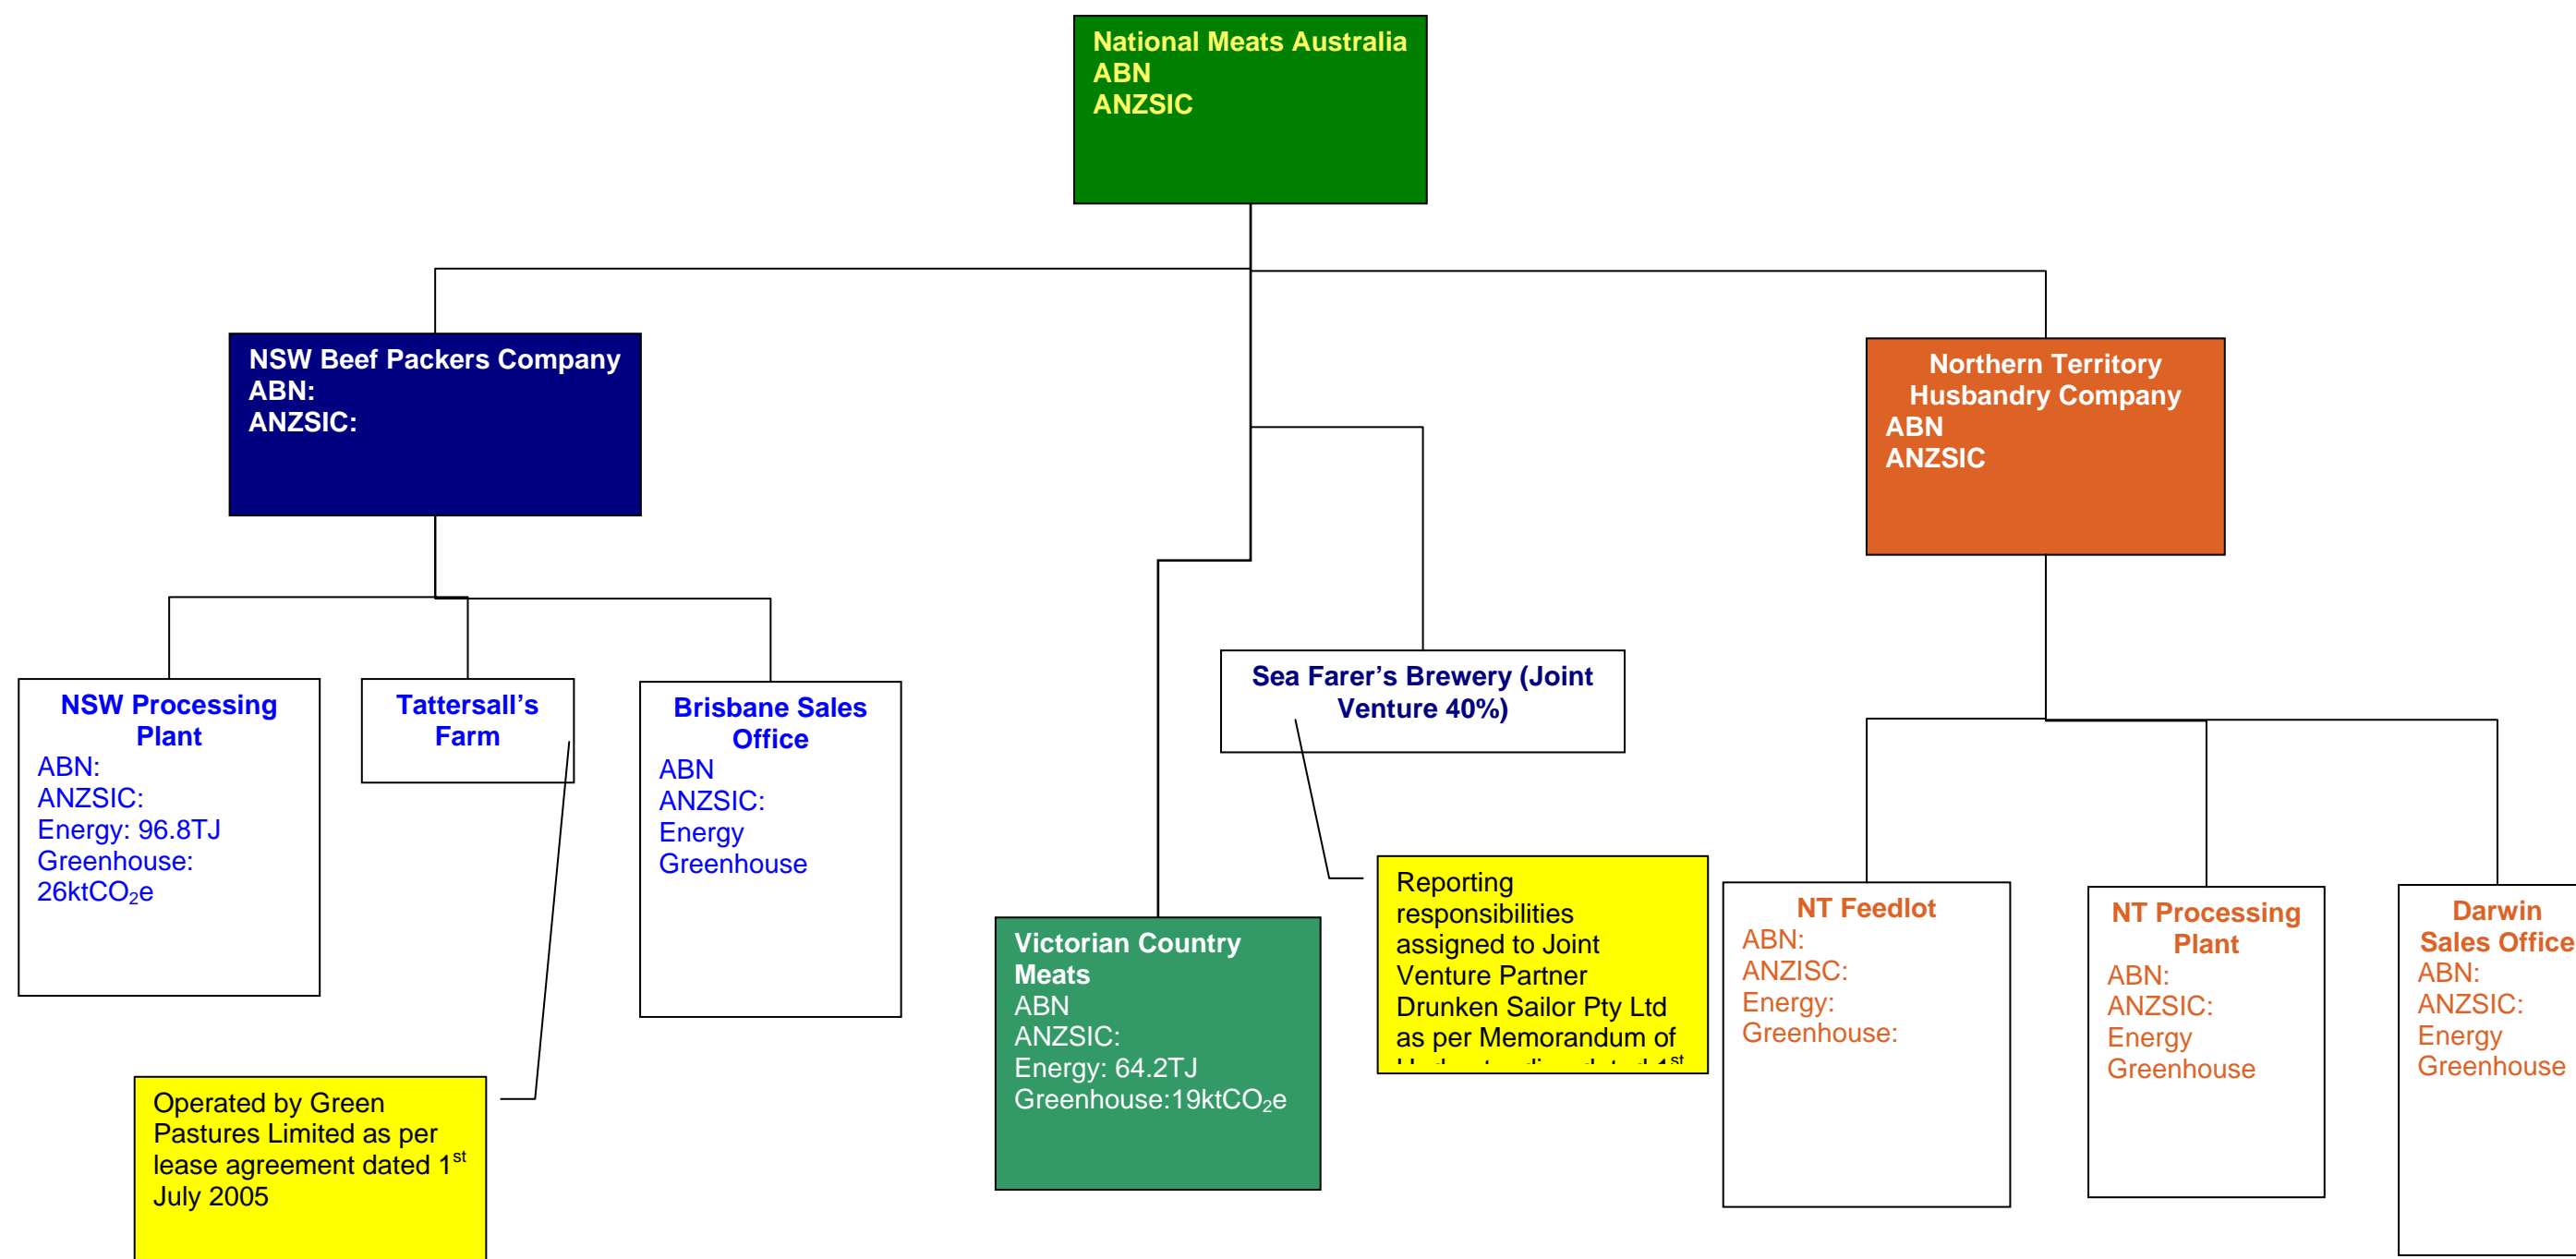 National Meats Australia
ABN
ANZSIC
NSW Beef Packers Company
ABN:
ANZSIC:
Northern Territory
Husbandry Company
ABN
ANZSIC
NSW Processing
Plant
ABN:
ANZSIC:
Energy: 96.8TJ
Greenhouse:
26ktCO₂e
Tattersall's
Farm
Brisbane Sales
Office
ABN
ANZSIC:
Energy
Greenhouse
Sea Farer's Brewery (Joint
Venture 40%)
Operated by Green
Pastures Limited as per
lease agreement dated 1st
July 2005
Victorian Country
Meats
ABN
ANZSIC:
Energy: 64.2TJ
Greenhouse:19ktCO₂e
Reporting
responsibilities
assigned to Joint
Venture Partner
Drunken Sailor Pty Ltd
as per Memorandum of
dated 1st
NT Feedlot
ABN:
ANZISC:
Energy:
Greenhouse:
NT Processing
Plant
ABN:
ANZSIC:
Energy
Greenhouse
Darwin
Sales Office
ABN:
ANZSIC:
Energy
Greenhouse